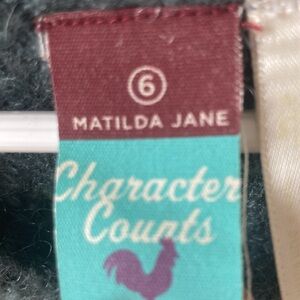 6
MATILDA JANE
Character
Counts